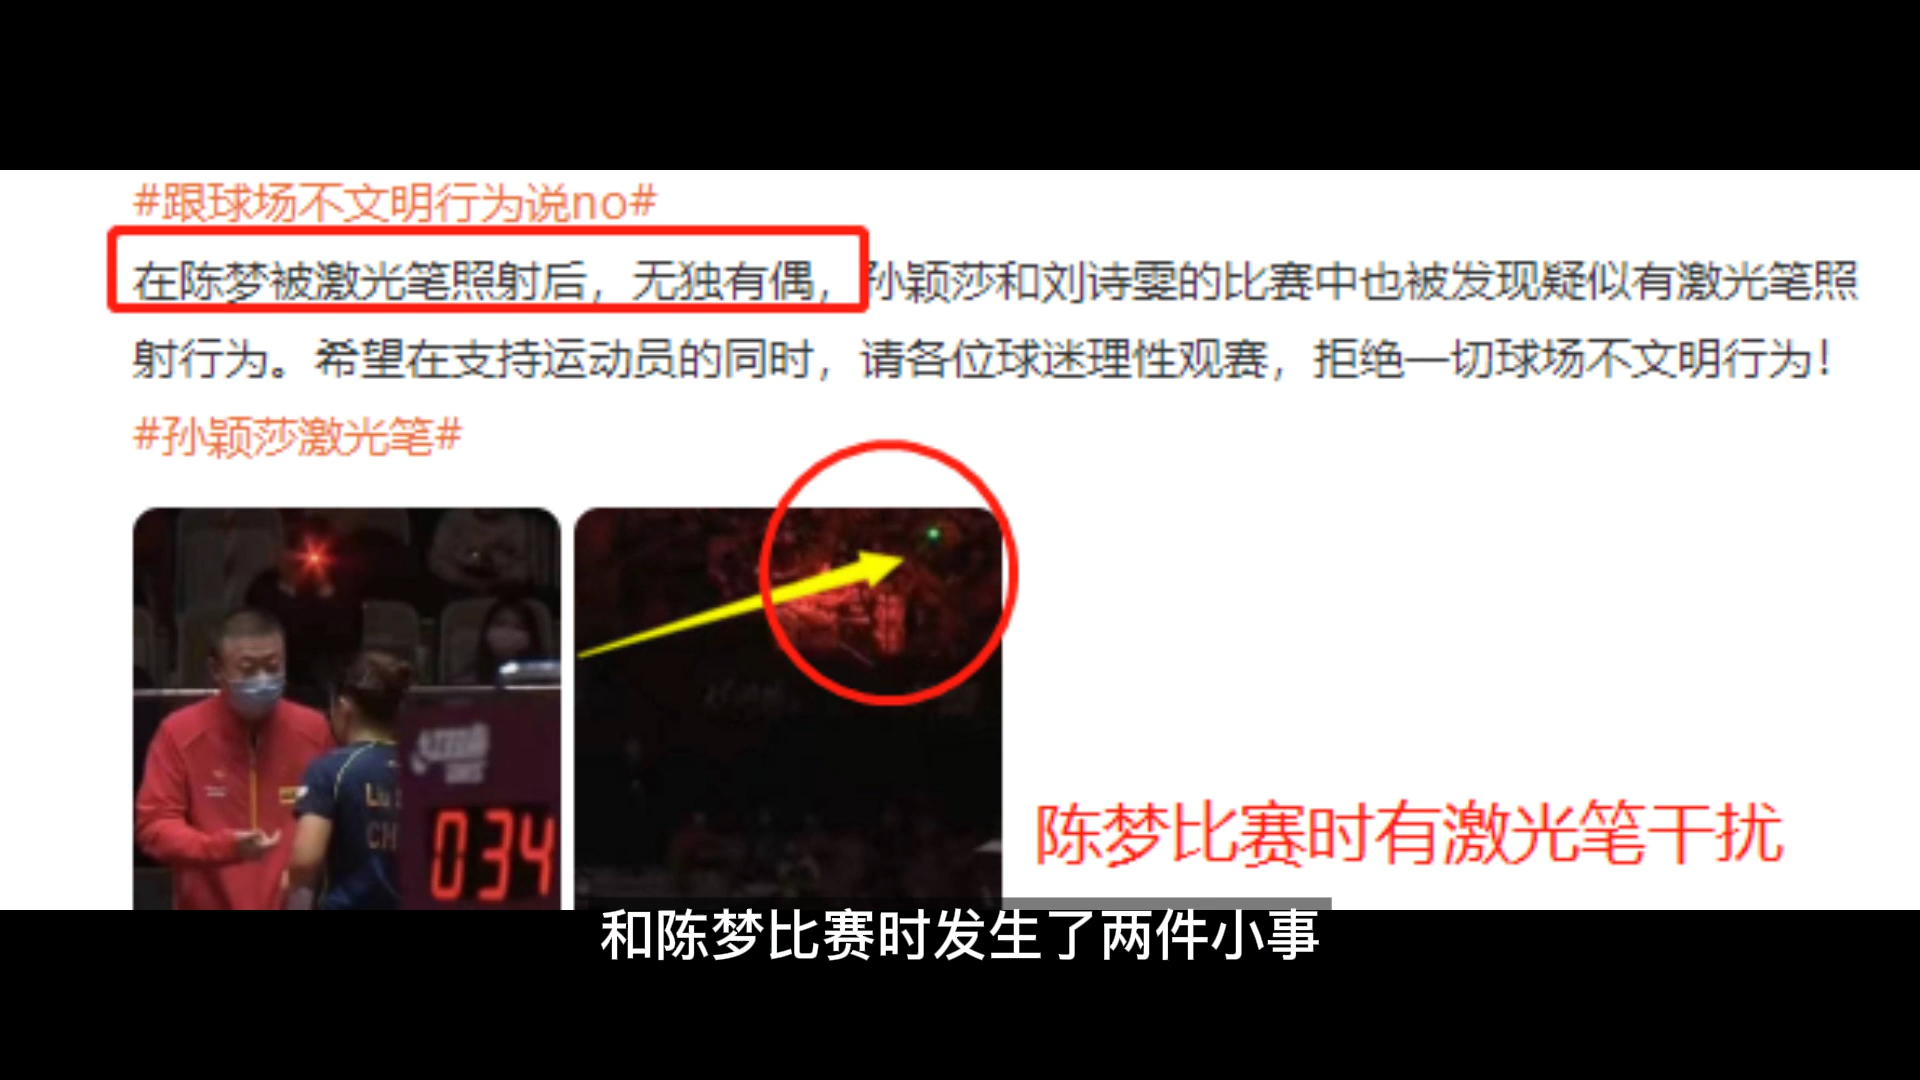 #跟球场不文明行为说no#
在陈梦被激光笔照射后，无独有偶，孙颖莎和刘诗雯的比赛中也被发现疑似有激光笔照
射行为。希望在支持运动员的同时，请各位球迷理性观赛，拒绝一切球场不文明行为！
#孙颖莎激光笔#
034
陈梦比赛时有激光笔干扰
和陈梦比赛时发生了两件小事